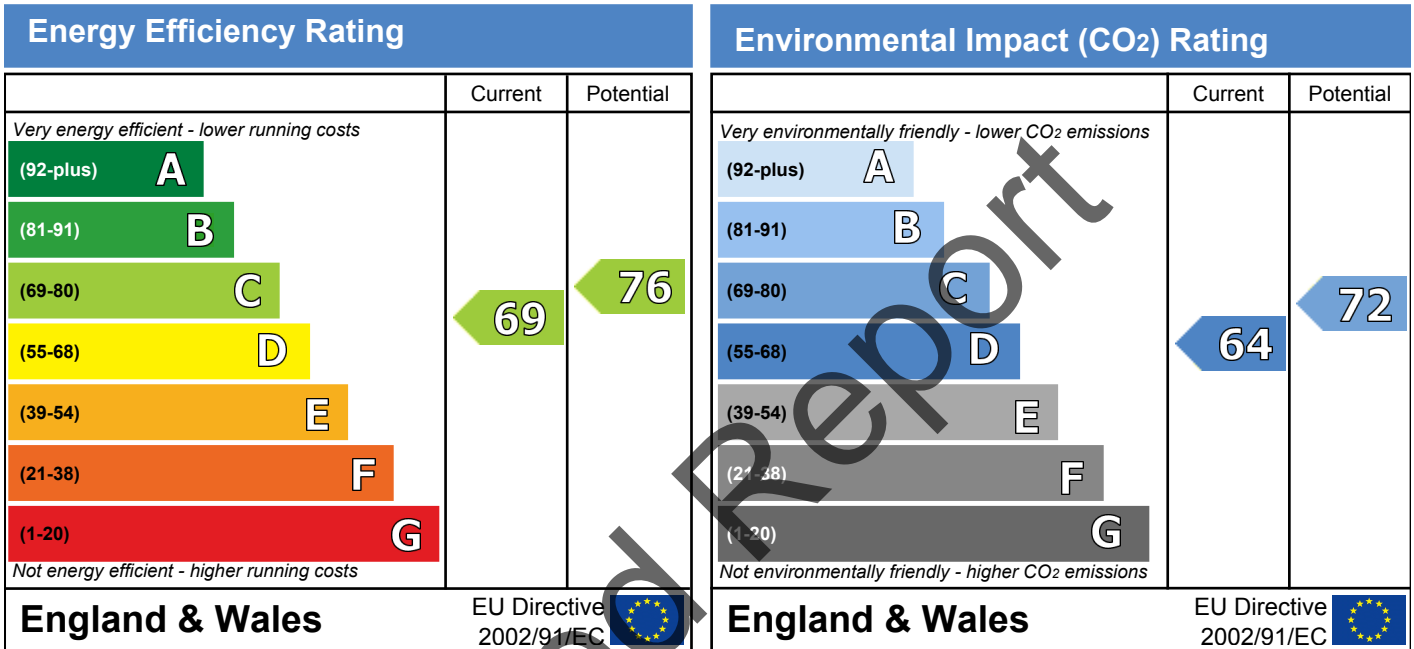 Energy Efficiency Rating
Current Potential
Very energy efficient - lower running costs
(92-plus) A
(81-91) B
(69-80) C
(55-68) D
(39-54) E
(21-38) F
(1-20) G
69
76
Not energy efficient - higher running costs
England & Wales
EU Directive
2002/91/EC
Environmental Impact (CO2) Rating
Current Potential
Very environmentally friendly - lower CO2 emissions
(92-plus) A
(81-91) B
(69-80) C
(55-68) D
(39-54) E
(21-38) F
(1-20) G
64
72
Not environmentally friendly - higher CO2 emissions
England & Wales
EU Directive
2002/91/EC
Report